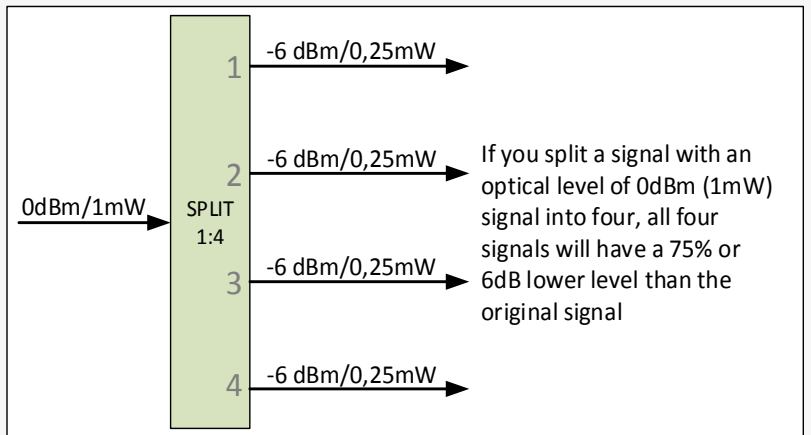 -6 dBm/0,25mW
1
-6 dBm/0,25mW
2
0dBm/1mW
SPLIT
1:4
-6 dBm/0,25mW
3
-6 dBm/0,25mW
4
If you split a signal with an
optical level of 0dBm (1mW)
signal into four, all four
signals will have a 75% or
6dB lower level than the
original signal